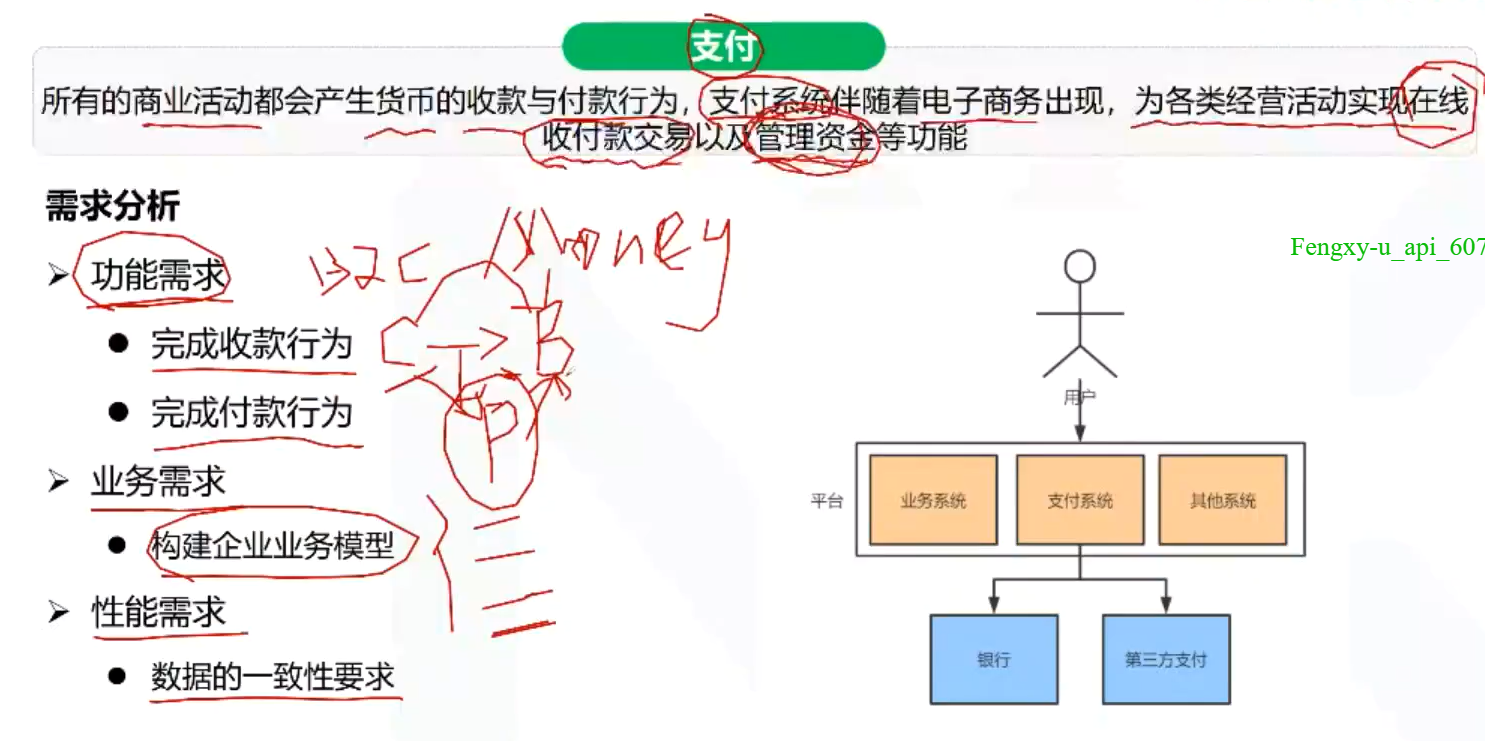 支付
所有的商业活动都会产生货币的收款与付款行为，支付系统伴随着电子商务出现，为各类经营活动实现在线
收付款交易以及管理资金等功能
需求分析
功能需求
完成收款行为
完成付款行为
业务需求
构建企业业务模型
性能需求
数据的一致性要求
B2C
Money
C
B
P
Fengxy-u_api_607
用户
平台
业务系统
支付系统
其他系统
银行
第三方支付